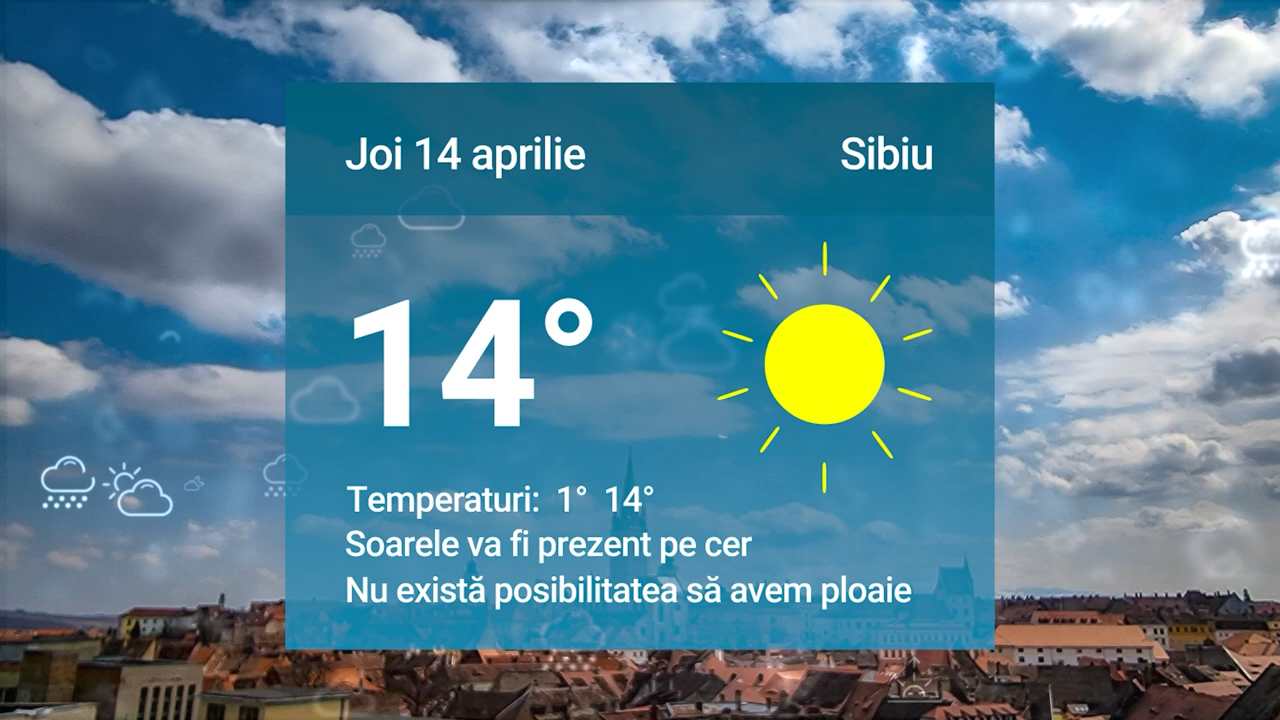 Joi 14 aprilie Sibiu
14°
Temperaturi: 1° 14°
Soarele va fi prezent pe cer
Nu există posibilitatea să avem ploaie